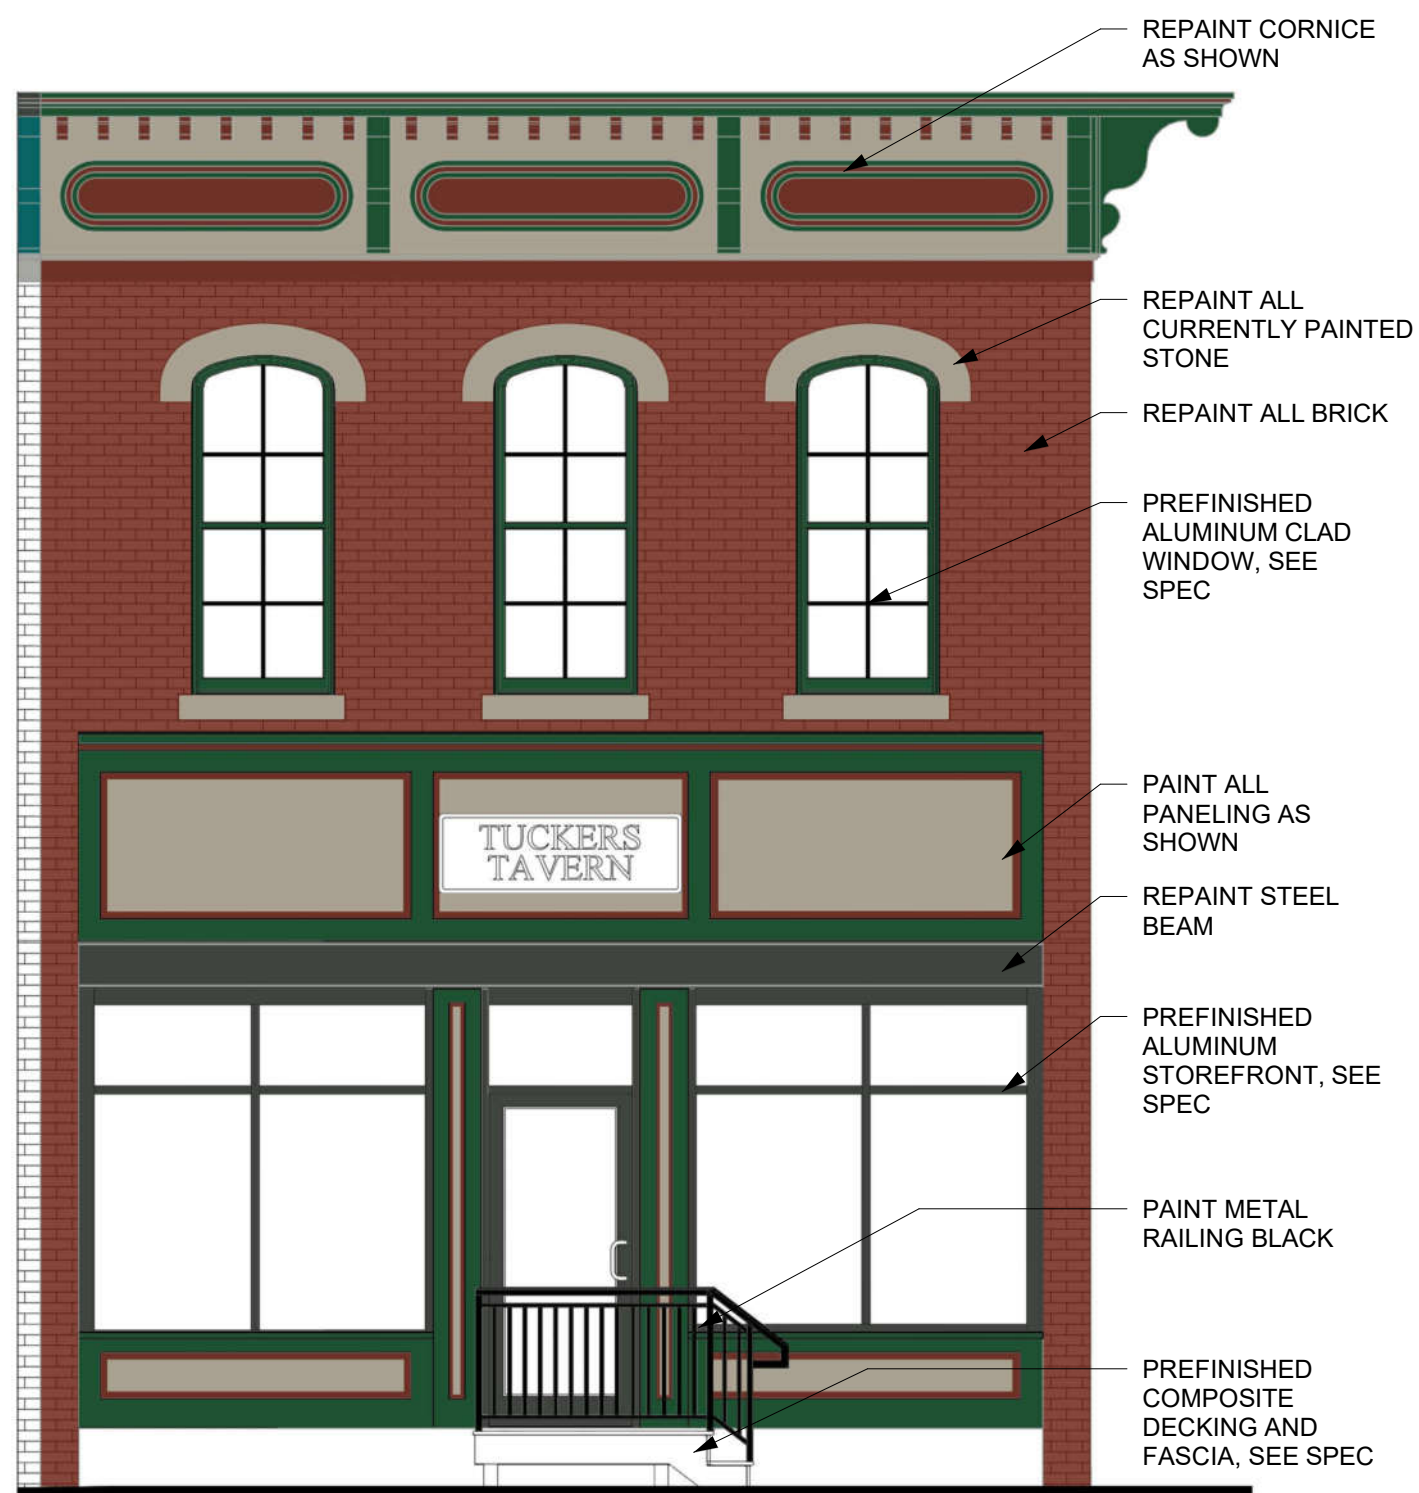 REPAINT CORNICE
AS SHOWN
REPAINT ALL
CURRENTLY PAINTED
STONE
REPAINT ALL BRICK
PREFINISHED
ALUMINUM CLAD
WINDOW, SEE
SPEC
TUCKERS
TAVERN
PAINT ALL
PANELING AS
SHOWN
REPAINT STEEL
BEAM
PREFINISHED
ALUMINUM
STOREFRONT, SEE
SPEC
PAINT METAL
RAILING BLACK
PREFINISHED
COMPOSITE
DECKING AND
FASCIA, SEE SPEC